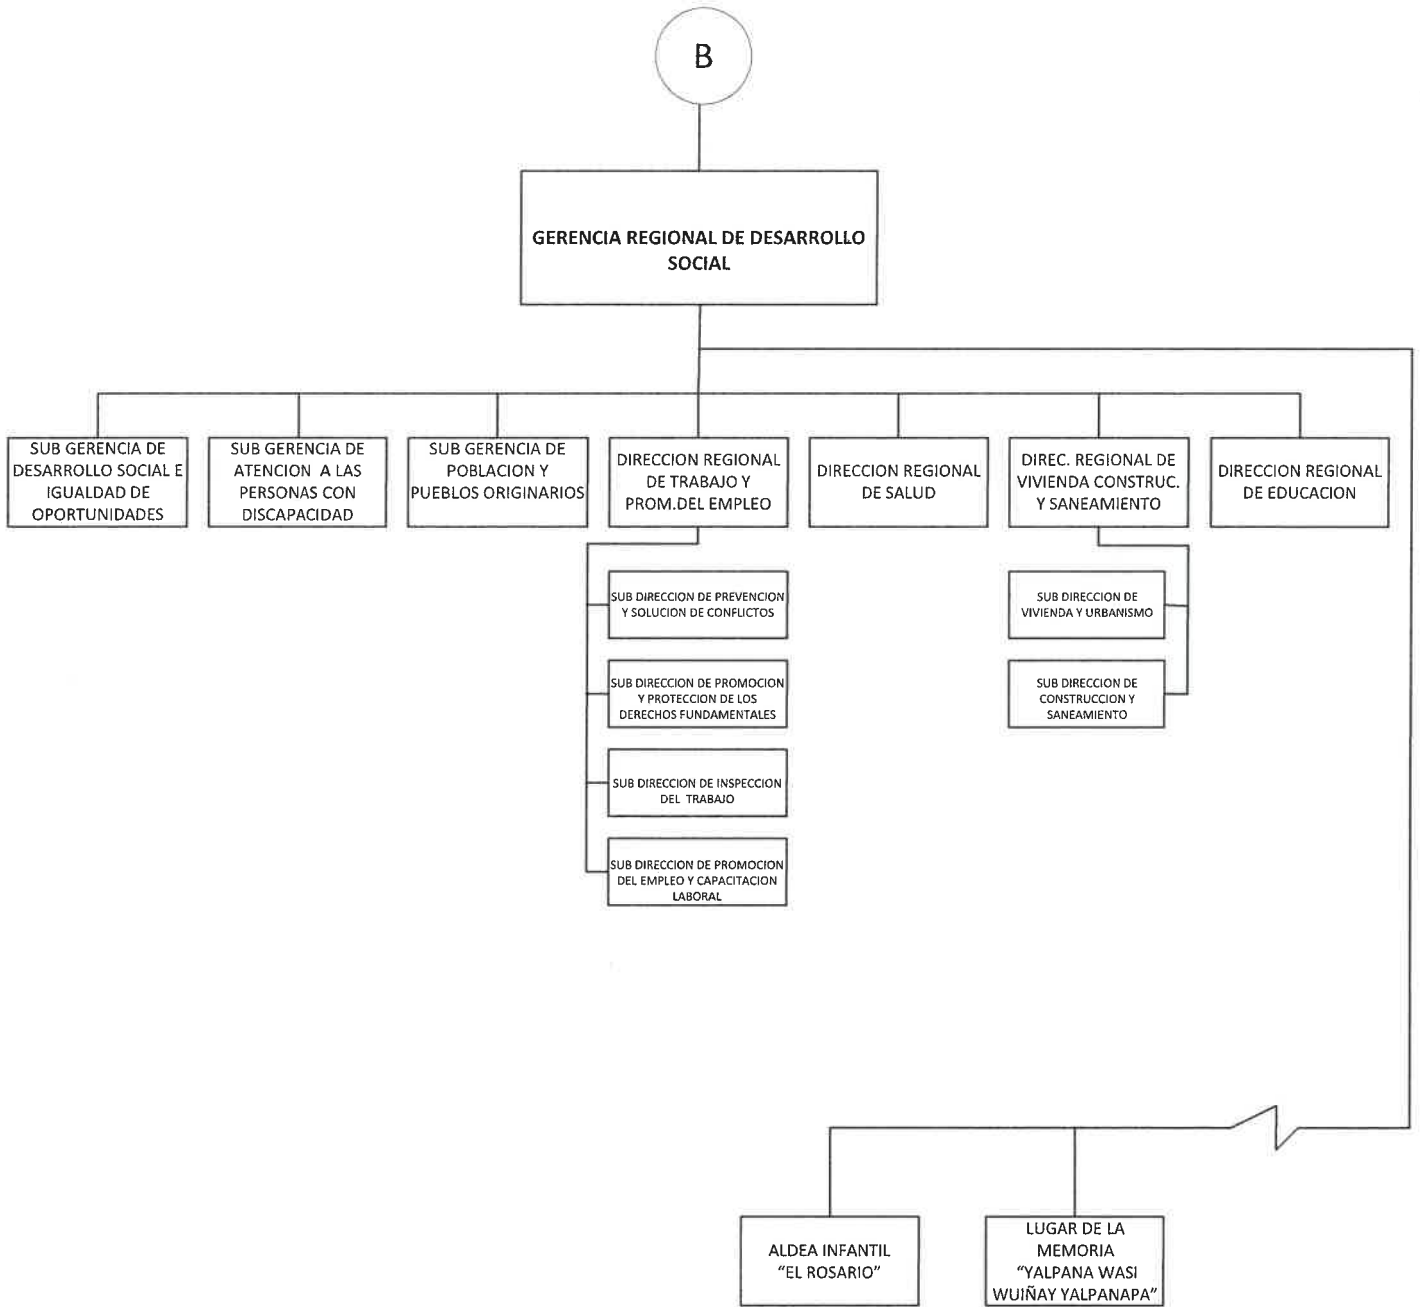 B
GERENCIA REGIONAL DE DESARROLLO
SOCIAL
SUB GERENCIA DE
DESARROLLO SOCIAL E
IGUALDAD DE
OPORTUNIDADES
SUB GERENCIA DE
ATENCION A LAS
PERSONAS CON
DISCAPACIDAD
SUB GERENCIA DE
POBLACION Y
PUEBLOS ORIGINARIOS
DIRECCION REGIONAL
DE TRABAJO Y
PROM.DEL EMPLEO
DIRECCION REGIONAL
DE SALUD
DIREC. REGIONAL DE
VIVIENDA CONSTRUC.
Y SANEAMIENTO
DIRECCION REGIONAL
DE EDUCACION
SUB DIRECCION DE PREVENCION
Y SOLUCION DE CONFLICTOS
SUB DIRECCION DE PROMOCION
Y PROTECCION DE LOS
DERECHOS FUNDAMENTALES
SUB DIRECCION DE INSPECCION
DEL TRABAJO
SUB DIRECCION DE PROMOCION
DEL EMPLEO Y CAPACITACION
LABORAL
SUB DIRECCION DE
VIVIENDA Y URBANISMO
SUB DIRECCION DE
CONSTRUCCION Y
SANEAMIENTO
ALDEA INFANTIL
“EL ROSARIO”
LUGAR DE LA
MEMORIA
“YALPANA WASI
WUIÑAY YALPANAPA”